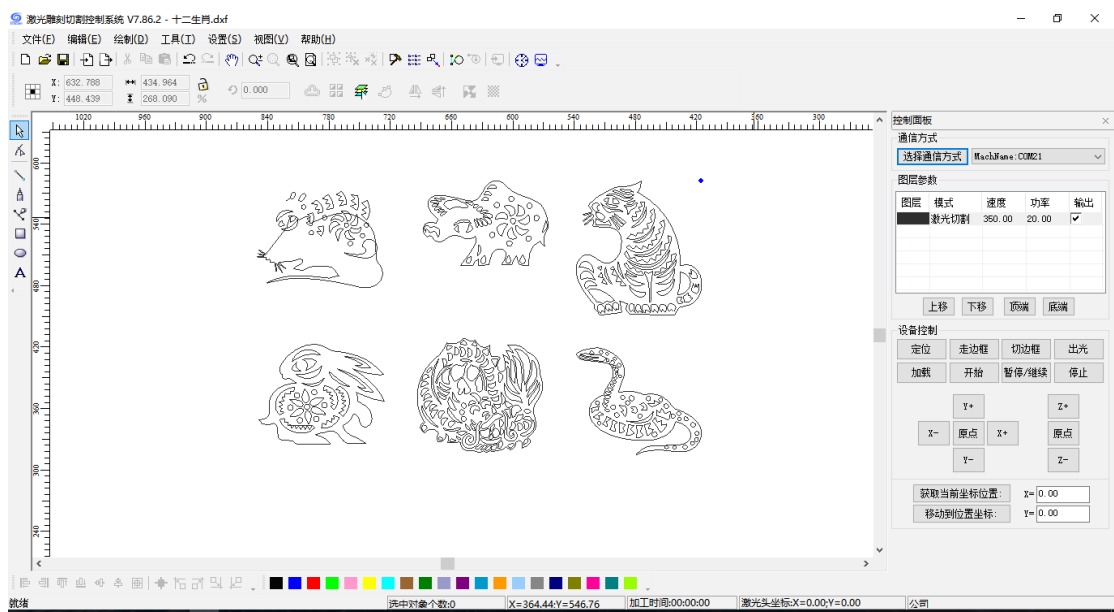 激光雕刻切割控制系统 V7.86.2 - 十二生肖.dxf
文件(F) 编辑(E) 绘制(D) 工具(T) 设置(S) 视图(V) 帮助(H)
X: 632.788 434.964 0.000
Y: 448.439 268.090 %
1020 960 900 840 780 720 660 600 540 480 420 360 300
600
540
480
420
360
300
240
A
控制面板
通信方式
选择通信方式 MachName:COM21
图层参数
图层 模式 速度 功率 输出
激光切割 350.00 20.00
上移 下移 顶端 底端
设备控制
定位 走边框 切边框 出光
加载 开始 暂停/继续 停止
Y+ Z+
X- 原点 X+ 原点
Y- Z-
获取当前坐标位置: X= 0.00
移动到位置坐标: Y= 0.00
就绪 选中对象个数:0 X=364.44;Y=546.76 加工时间:00:00:00 激光头坐标:X=0.00;Y=0.00 公司